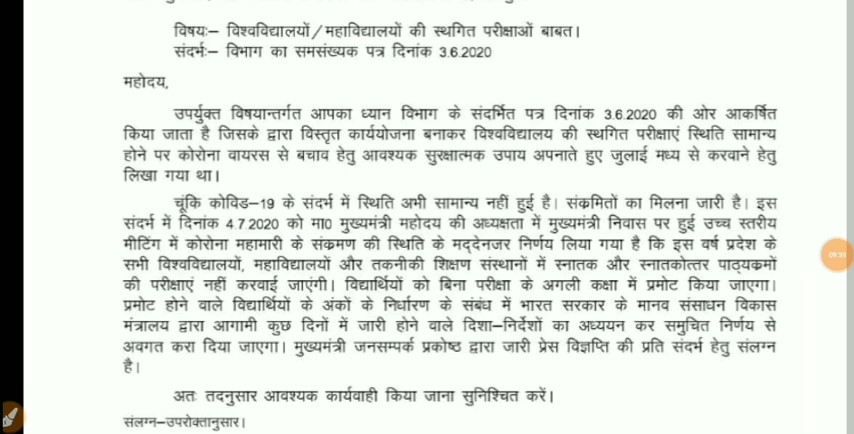 विषयः– विश्वविद्यालयों/महाविद्यालयों की स्थगित परीक्षाओं बाबत।
संदर्भः– विभाग का समसंख्यक पत्र दिनांक 3.6.2020
महोदय,
उपर्युक्त विषयान्तर्गत आपका ध्यान विभाग के संदर्भित पत्र दिनांक 3.6.2020 की ओर आकर्षित
किया जाता है जिसके द्वारा विस्तृत कार्ययोजना बनाकर विश्वविद्यालय की स्थगित परीक्षाएं स्थिति सामान्य
होने पर कोरोना वायरस से बचाव हेतु आवश्यक सुरक्षात्मक उपाय अपनाते हुए जुलाई मध्य से करवाने हेतु
लिखा गया था।
चूंकि कोविड–19 के संदर्भ में स्थिति अभी सामान्य नहीं हुई है। संक्रमितों का मिलना जारी है। इस
संदर्भ में दिनांक 4.7.2020 को मा0 मुख्यमंत्री महोदय की अध्यक्षता में मुख्यमंत्री निवास पर हुई उच्च स्तरीय
मीटिंग में कोरोना महामारी के संक्रमण की स्थिति के मद्देनजर निर्णय लिया गया है कि इस वर्ष प्रदेश के
सभी विश्वविद्यालयों, महाविद्यालयों और तकनीकी शिक्षण संस्थानों में स्नातक और स्नातकोत्तर पाठ्यक्रमों
की परीक्षाएं नहीं करवाई जाएंगी। विद्यार्थियों को बिना परीक्षा के अगली कक्षा में प्रमोट किया जाएगा।
प्रमोट होने वाले विद्यार्थियों के अंकों के निर्धारण के संबंध में भारत सरकार के मानव संसाधन विकास
मंत्रालय द्वारा आगामी कुछ दिनों में जारी होने वाले दिशा–निर्देशों का अध्ययन कर समुचित निर्णय से
अवगत करा दिया जाएगा। मुख्यमंत्री जनसम्पर्क प्रकोष्ठ द्वारा जारी प्रेस विज्ञप्ति की प्रति संदर्भ हेतु संलग्न
है।
अतः तदनुसार आवश्यक कार्यवाही किया जाना सुनिश्चित करें।
संलग्न–उपरोक्तानुसार।